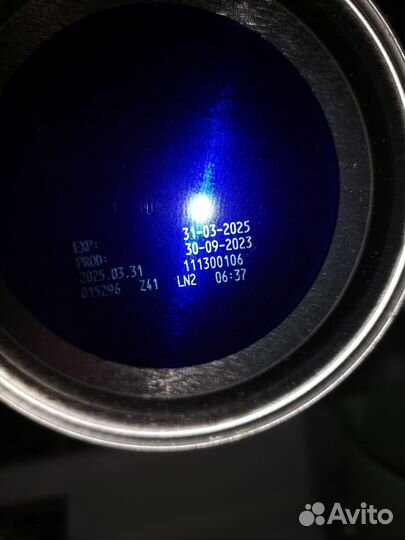 EXP: 31-03-2025
PROD: 30-09-2023
2025.03.31 111300106
015296 Z41 LN2 06:37
Avito